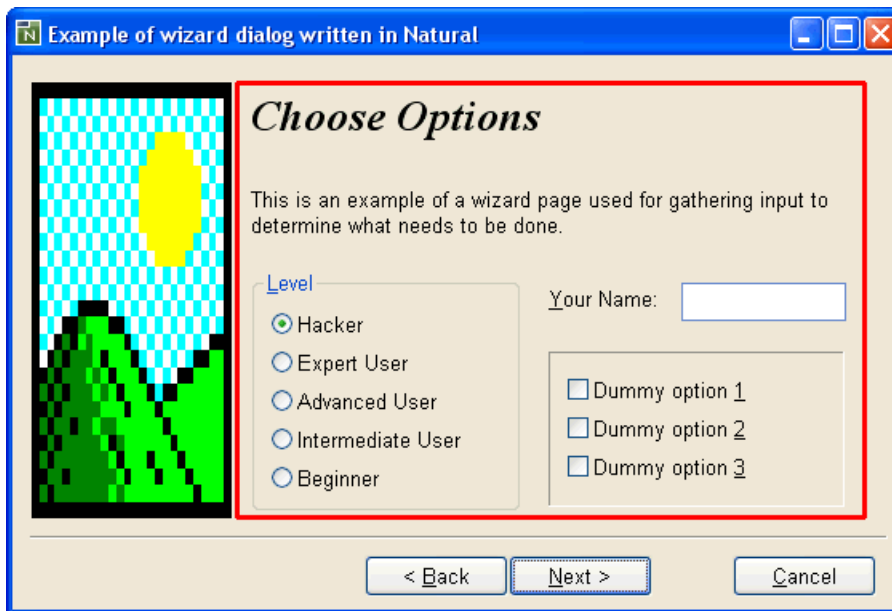 Example of wizard dialog written in Natural
Choose Options
This is an example of a wizard page used for gathering input to
determine what needs to be done.
Level
Hacker
Expert User
Advanced User
Intermediate User
Beginner
Your Name:
Dummy option 1
Dummy option 2
Dummy option 3
< Back
Next >
Cancel